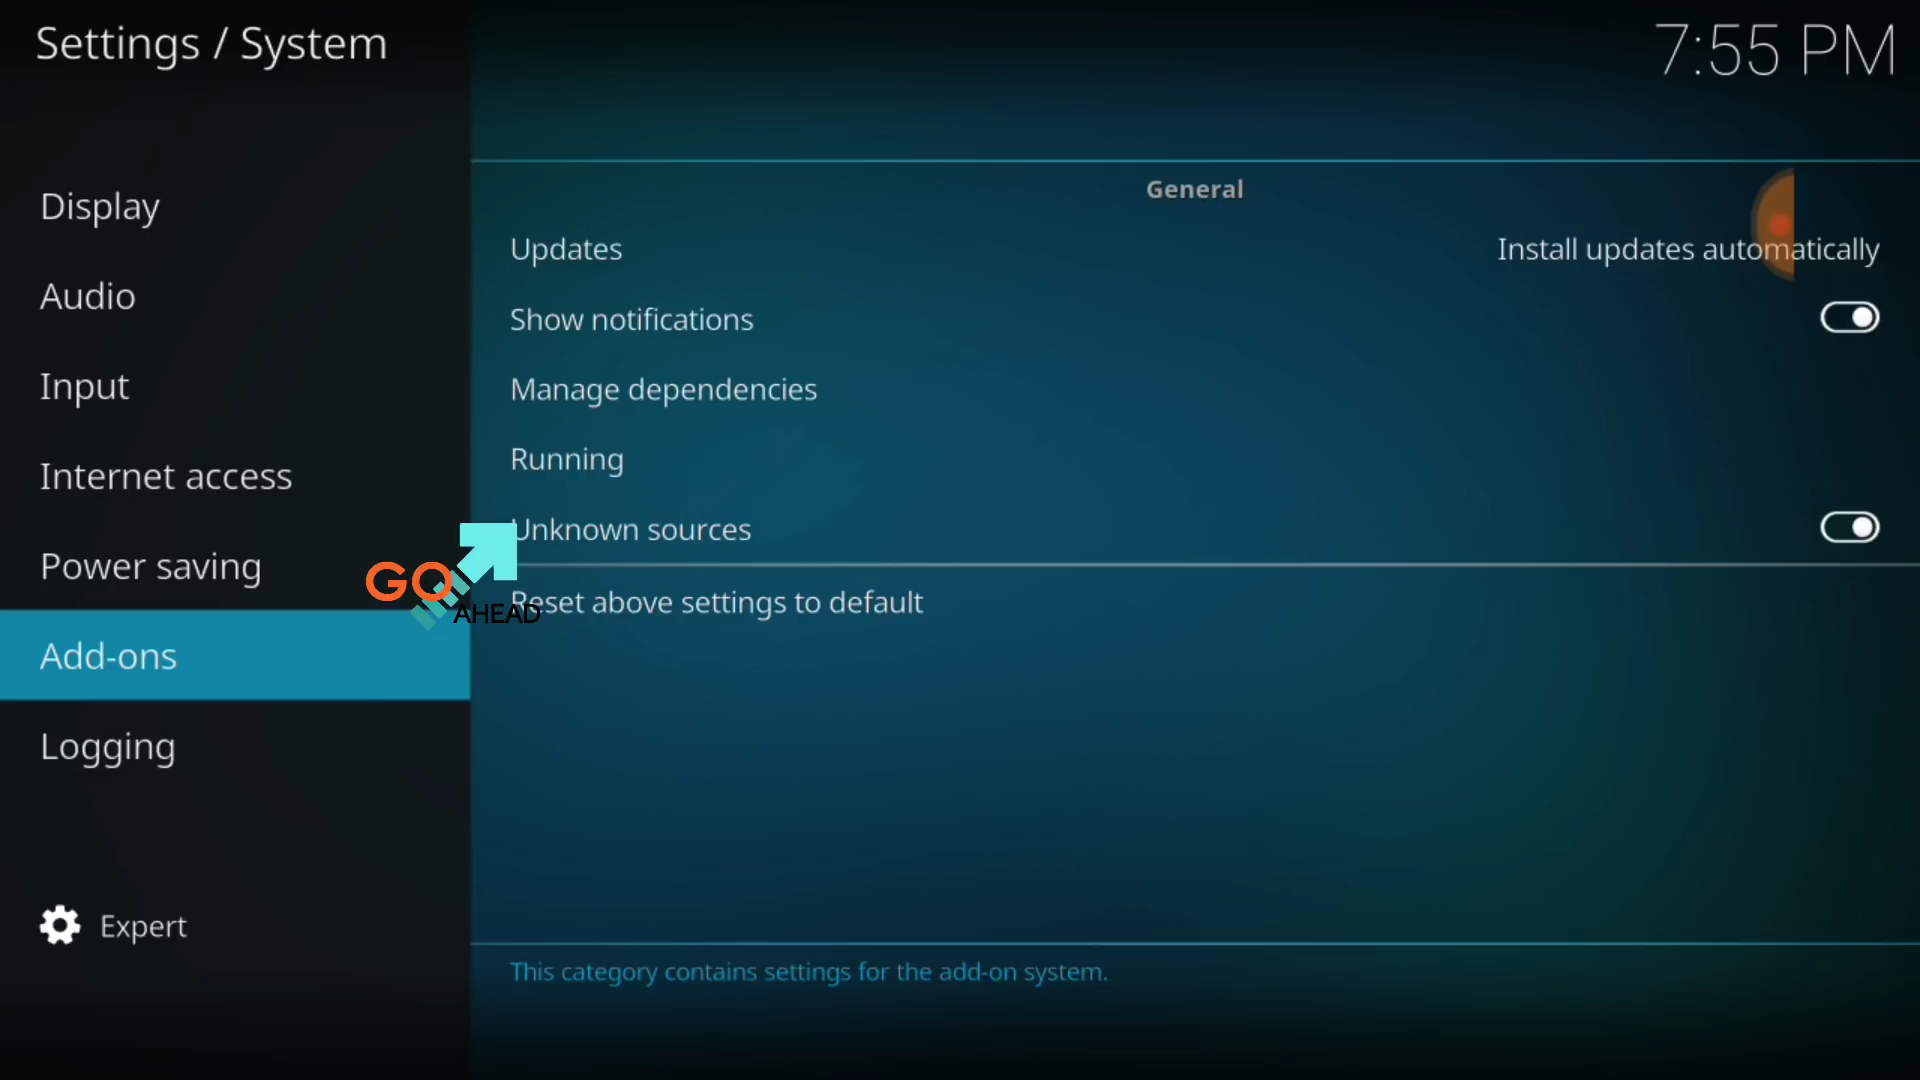 Settings / System
7:55 PM
Display
Audio
Input
Internet access
Power saving
Add-ons
Logging
Expert
General
Updates
Install updates automatically
Show notifications
Manage dependencies
Running
Unknown sources
GO
AHEAD
Reset above settings to default
This category contains settings for the add-on system.